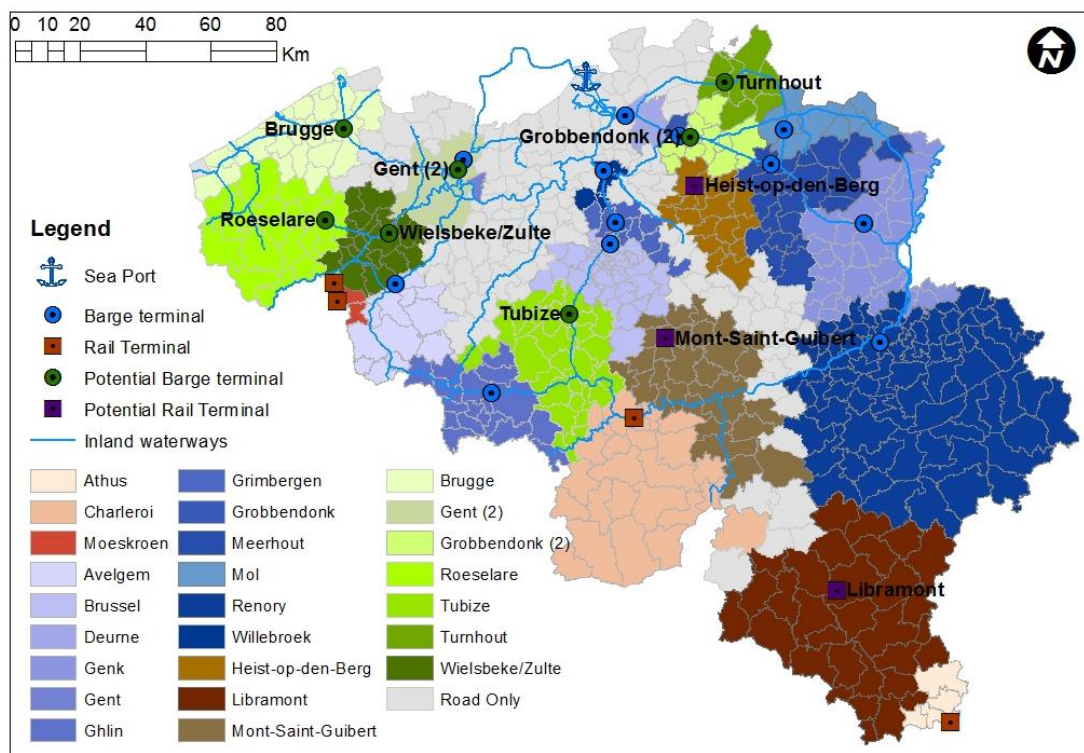 0 10 20 40 60 80
Km
N
Turnhout
Brugge
Grobbendonk (2)
Gent (2)
Heist-op-den-Berg
Roeselare
Wielsbeke/Zulte
Tubize
Mont-Saint-Guibert
Libramont
Legend
Sea Port
Barge terminal
Rail Terminal
Potential Barge terminal
Potential Rail Terminal
Inland waterways
Athus
Charleroi
Moeskroen
Avelgem
Brussel
Deurne
Genk
Gent
Ghlin
Grimbergen
Grobbendonk
Meerhout
Mol
Renory
Willebroek
Heist-op-den-Berg
Libramont
Mont-Saint-Guibert
Brugge
Gent (2)
Grobbendonk (2)
Roeselare
Tubize
Turnhout
Wielsbeke/Zulte
Road Only